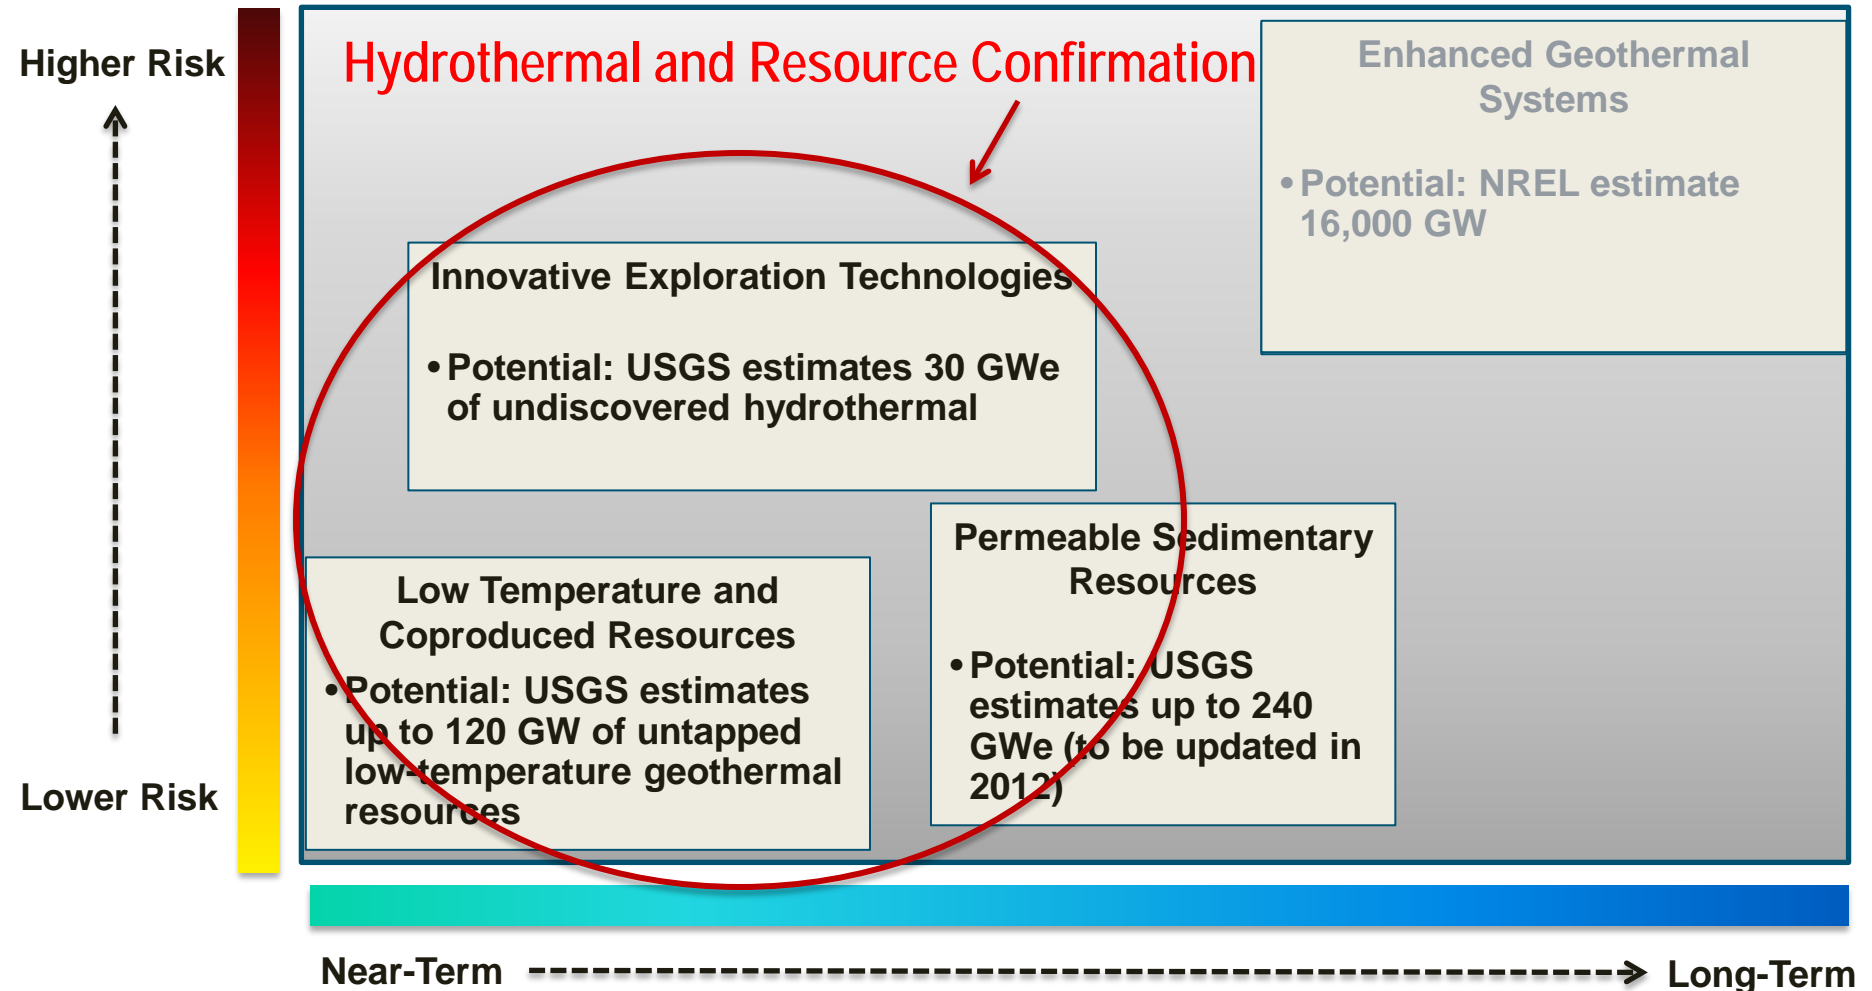 Higher Risk
Hydrothermal and Resource Confirmation
Enhanced Geothermal
Systems
• Potential: NREL estimate
16,000 GW
Innovative Exploration Technologies
• Potential: USGS estimates 30 GWe
of undiscovered hydrothermal
Permeable Sedimentary
Resources
• Potential: USGS
estimates up to 240
GWe (to be updated in
2012)
Low Temperature and
Coproduced Resources
• Potential: USGS estimates
up to 120 GW of untapped
low-temperature geothermal
resources
Lower Risk
Near-Term
Long-Term